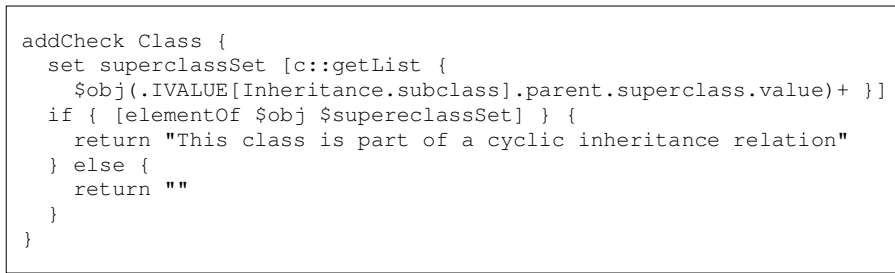 addCheck Class {
  set superclassSet [c::getList {
    $obj(.IVALUE[Inheritance.subclass].parent.superclass.value)+ }]
  if { [elementOf $obj $supereclassSet] } {
    return "This class is part of a cyclic inheritance relation"
  } else {
    return ""
  }
}